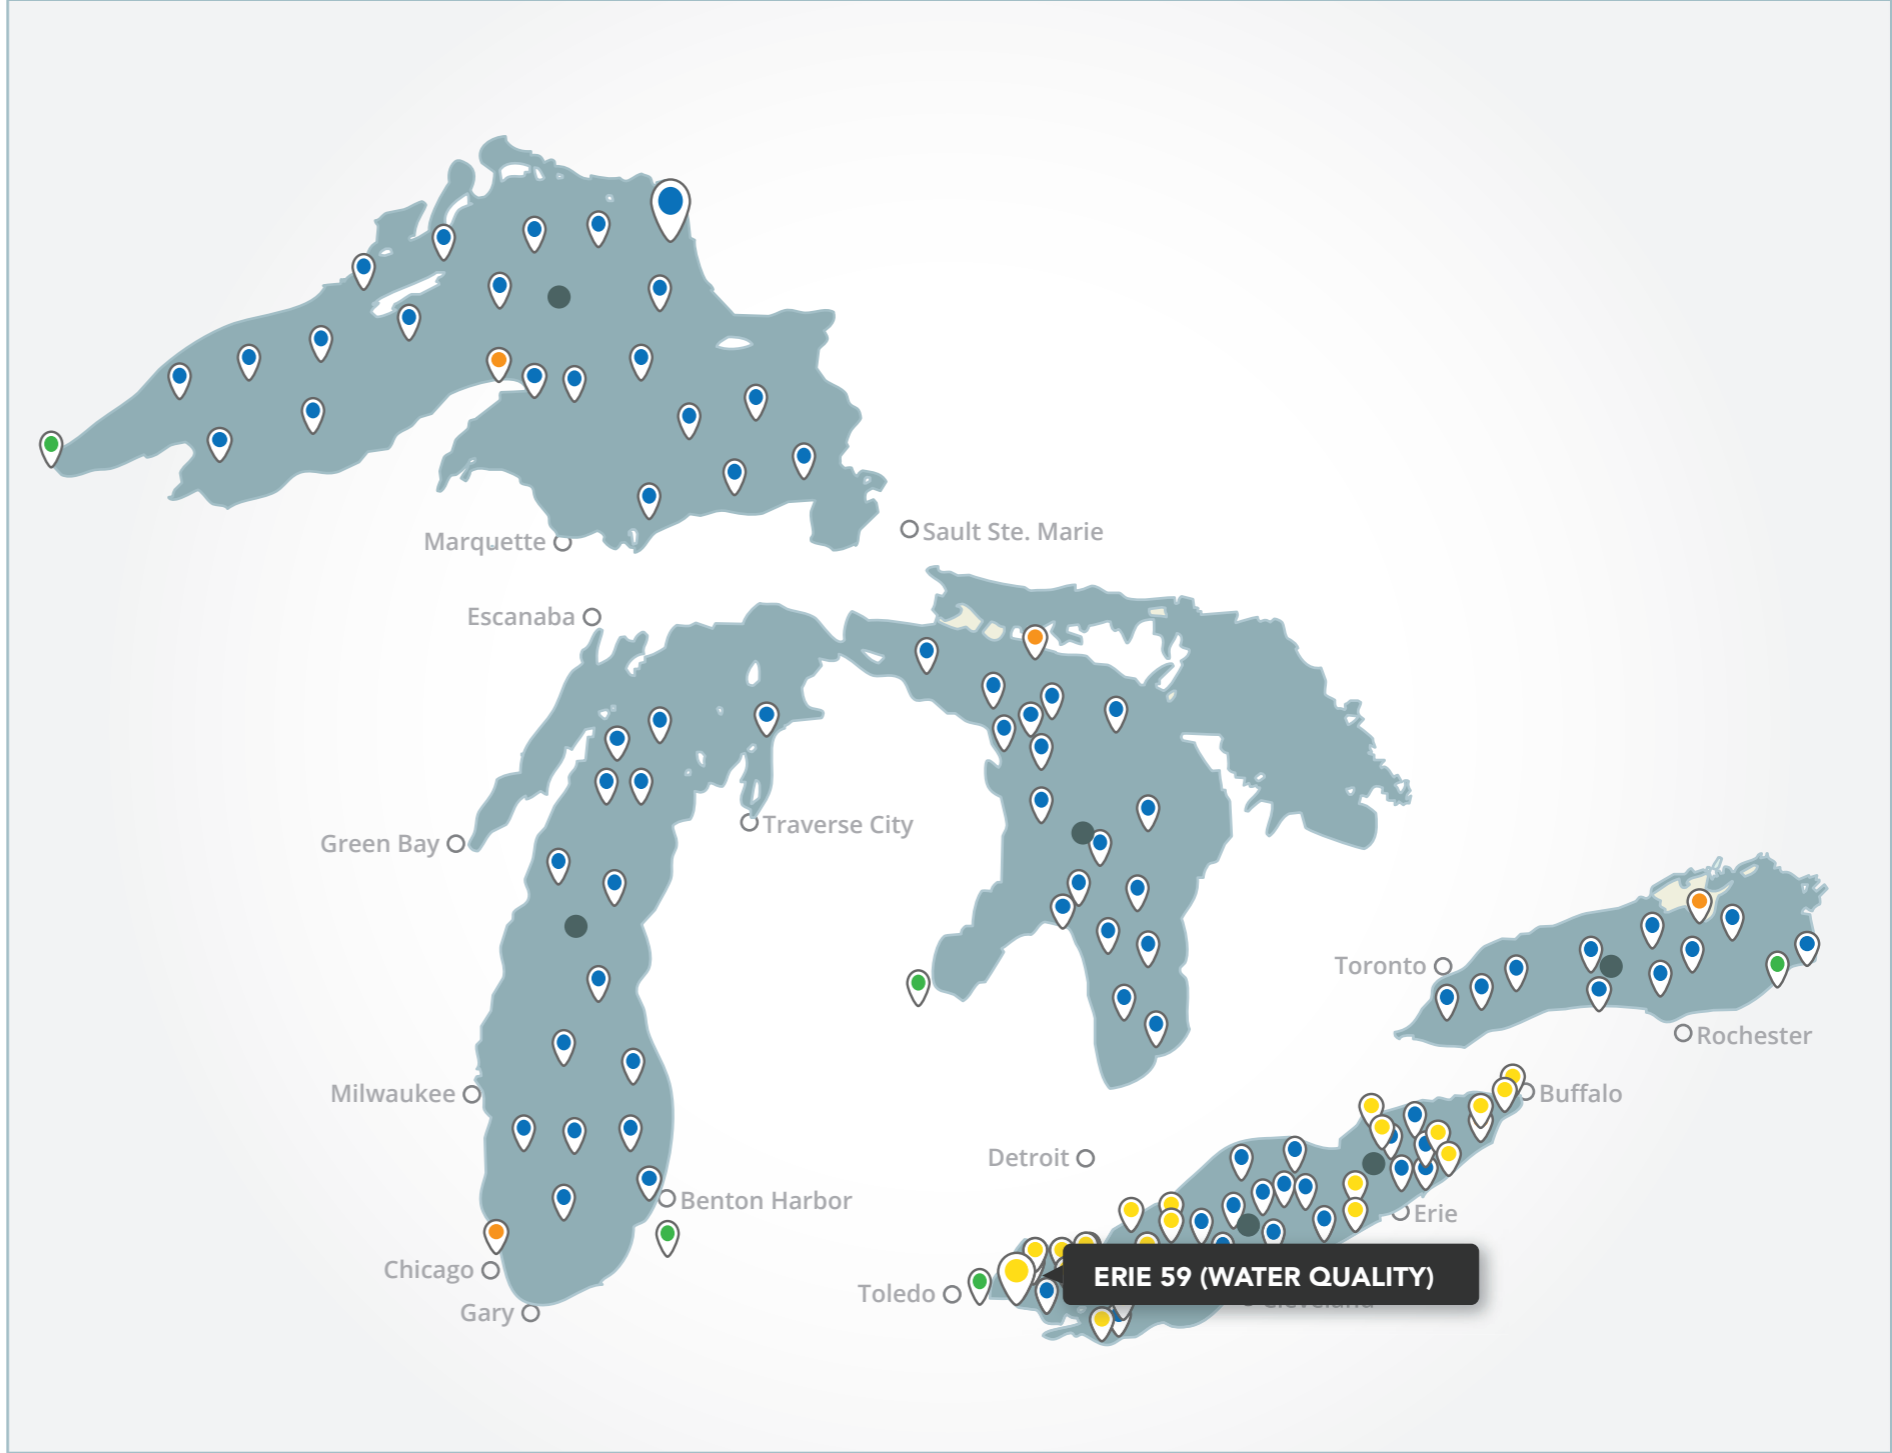 Marquette
Sault Ste. Marie
Escanaba
Green Bay
Traverse City
Toronto
Rochester
Milwaukee
Buffalo
Detroit
Benton Harbor
Erie
Chicago
Toledo
ERIE 59 (WATER QUALITY)
Cleveland
Gary